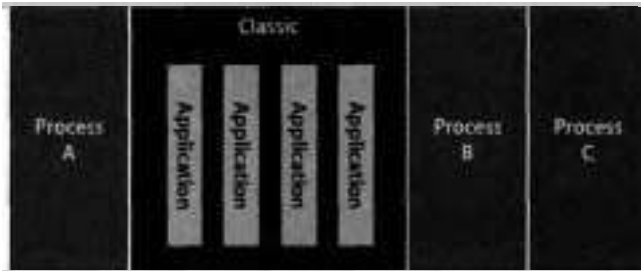 Process
A
Classic
Application
Application
Application
Application
Process
B
Process
C